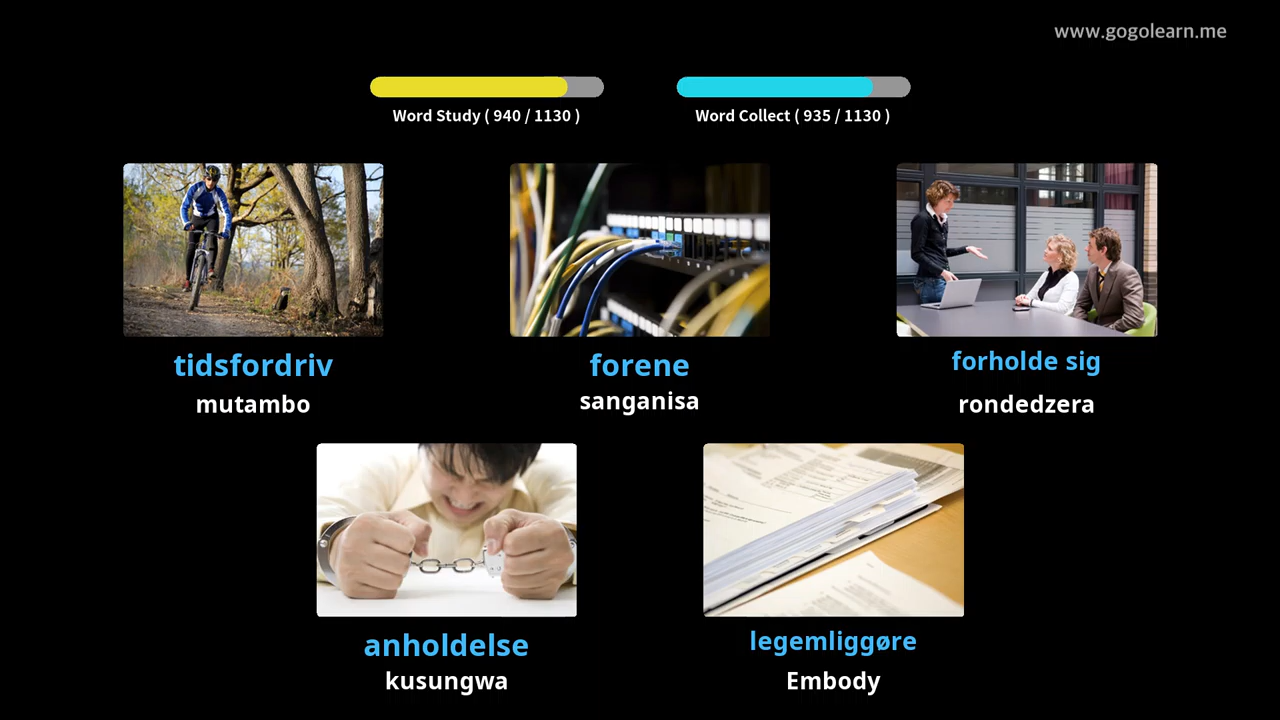 www.gogolearn.me
Word Study ( 940 / 1130 )
Word Collect ( 935 / 1130 )
tidsfordriv
mutambo
forene
sanganisa
forholde sig
rondedzera
anholdelse
kusungwa
legemliggøre
Embody